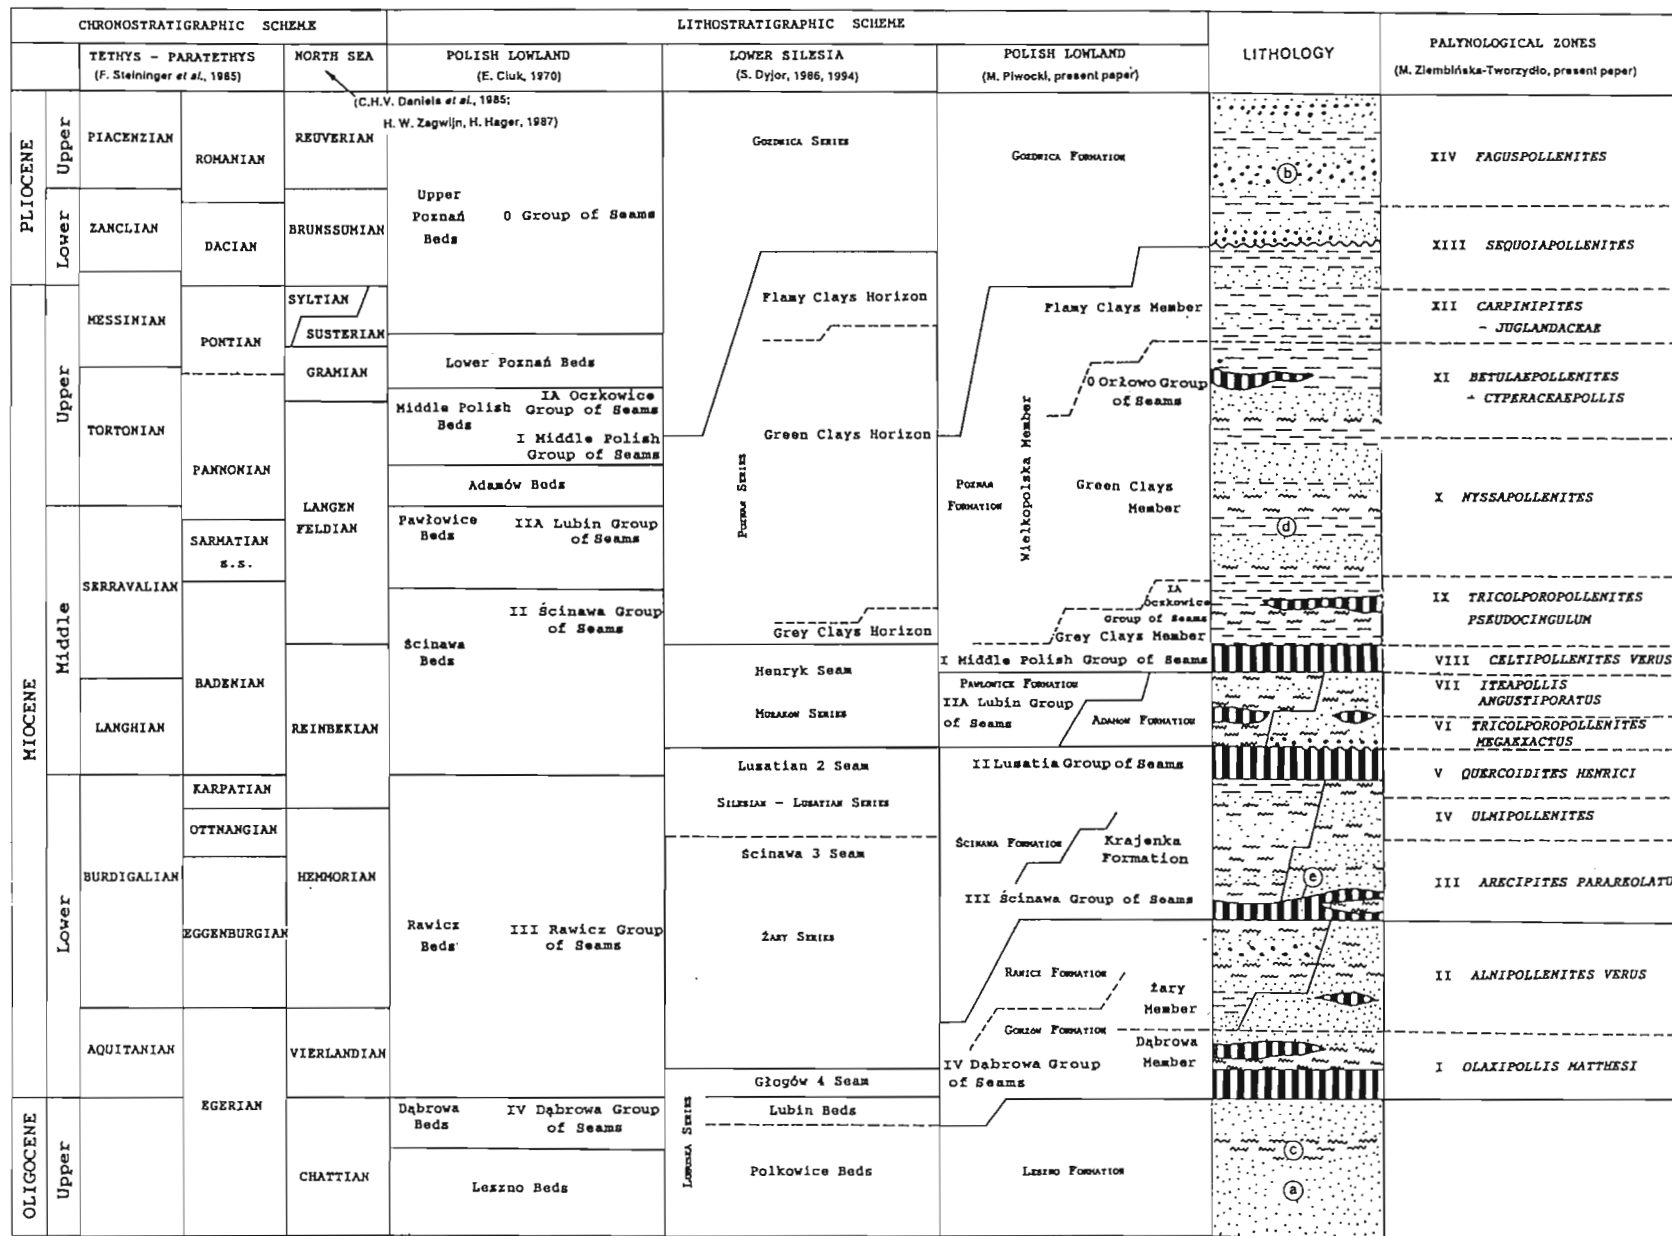 CHRONOSTRATIGRAPHIC SCHEME
LITHOSTRATIGRAPHIC SCHEME
LITHOLOGY
PALYNOLOGICAL ZONES
(M. Ziembińska-Tworzydło, present paper)
TETHYS - PARATETHYS
(F. Steininger et al., 1985)
NORTH SEA
(C.H.V. Daniels et al., 1985;
H. W. Zagwijn, H. Hager, 1987)
POLISH LOWLAND
(E. Ciuk, 1970)
LOWER SILESIA
(S. Dyjor, 1986, 1994)
POLISH LOWLAND
(M. Piwocki, present paper)
PLIOCENE
Upper
Lower
MIOCENE
Upper
Middle
Lower
OLIGOCENE
Upper
PIACENZIAN
ZANCLIAN
MESSINIAN
TORTONIAN
SERRAVALIAN
LANGHIAN
BURDIGALIAN
AQUITANIAN
ROMANIAN
DACIAN
PONTIAN
PANNONIAN
SARMATIAN
s.s.
BADENIAN
KARPATIAN
OTTNANGIAN
EGGENBURGIAN
EGERIAN
REUVERIAN
BRUNSSUMIAN
SYLTIAN
SUSTERIAN
GRAMIAN
LANGEN
FELDIAN
REINBEKIAN
HEMMORIAN
VIERLANDIAN
CHATTIAN
Upper
Poznań
Beds
0 Group of Seams
Lower Poznań Beds
Middle Polish
Beds
IA Oczkowice
Group of Seams
I Middle Polish
Group of Seams
Adamów Beds
Pawłowice
Beds
IIA Lubin Group
of Seams
Ścinawa
Beds
II Ścinawa Group
of Seams
Rawicz
Beds
III Rawicz Group
of Seams
Dąbrowa
Beds
IV Dąbrowa Group
of Seams
Leszno Beds
GOZDNICA SERIES
Flamy Clays Horizon
POZNAŃ SERIES
Green Clays Horizon
Grey Clays Horizon
Henryk Seam
MUŻAKÓW SERIES
Lusatian 2 Seam
SILESIAN - LUSATIAN SERIES
Ścinawa 3 Seam
ŻARY SERIES
Głogów 4 Seam
LUBUSKA SERIES
Lubin Beds
Polkowice Beds
GOZDNICA FORMATION
Flamy Clays Member
0 Orłowo Group
of Seams
POZNAŃ
FORMATION
Wielkopolska Member
Green Clays
Member
IA
Oczkowice
Group of Seams
Grey Clays Member
I Middle Polish Group of Seams
PAWŁOWICE FORMATION
IIA Lubin Group
of Seams
ADAMÓW FORMATION
II Lusatia Group of Seams
ŚCINAWA FORMATION
Krajenka
Formation
III Ścinawa Group of Seams
RAWICZ FORMATION
Żary
Member
GORZÓW FORMATION
Dąbrowa
Member
IV Dąbrowa Group
of Seams
LESZNO FORMATION
b
d
e
c
a
XIV FAGUSPOLLENITES
XIII SEQUOIAPOLLENITES
XII CARPINIPITES
- JUGLANDACEAE
XI BETULAEPOLLENITES
- CYPERACEAEPOLLIS
X NYSSAPOLLENITES
IX TRICOLPOROPOLLENITES
PSEUDOCINGULUM
VIII CELTIPOLLENITES VERUS
VII ITEAPOLLIS
ANGUSTIPORATUS
VI TRICOLPOROPOLLENITES
MEGAEXACTUS
V QUERCOIDITES HENRICI
IV ULMIPOLLENITES
III ARECIPITES PARAREOLATU
II ALNIPOLLENITES VERUS
I OLAXIPOLLIS MATTHESI